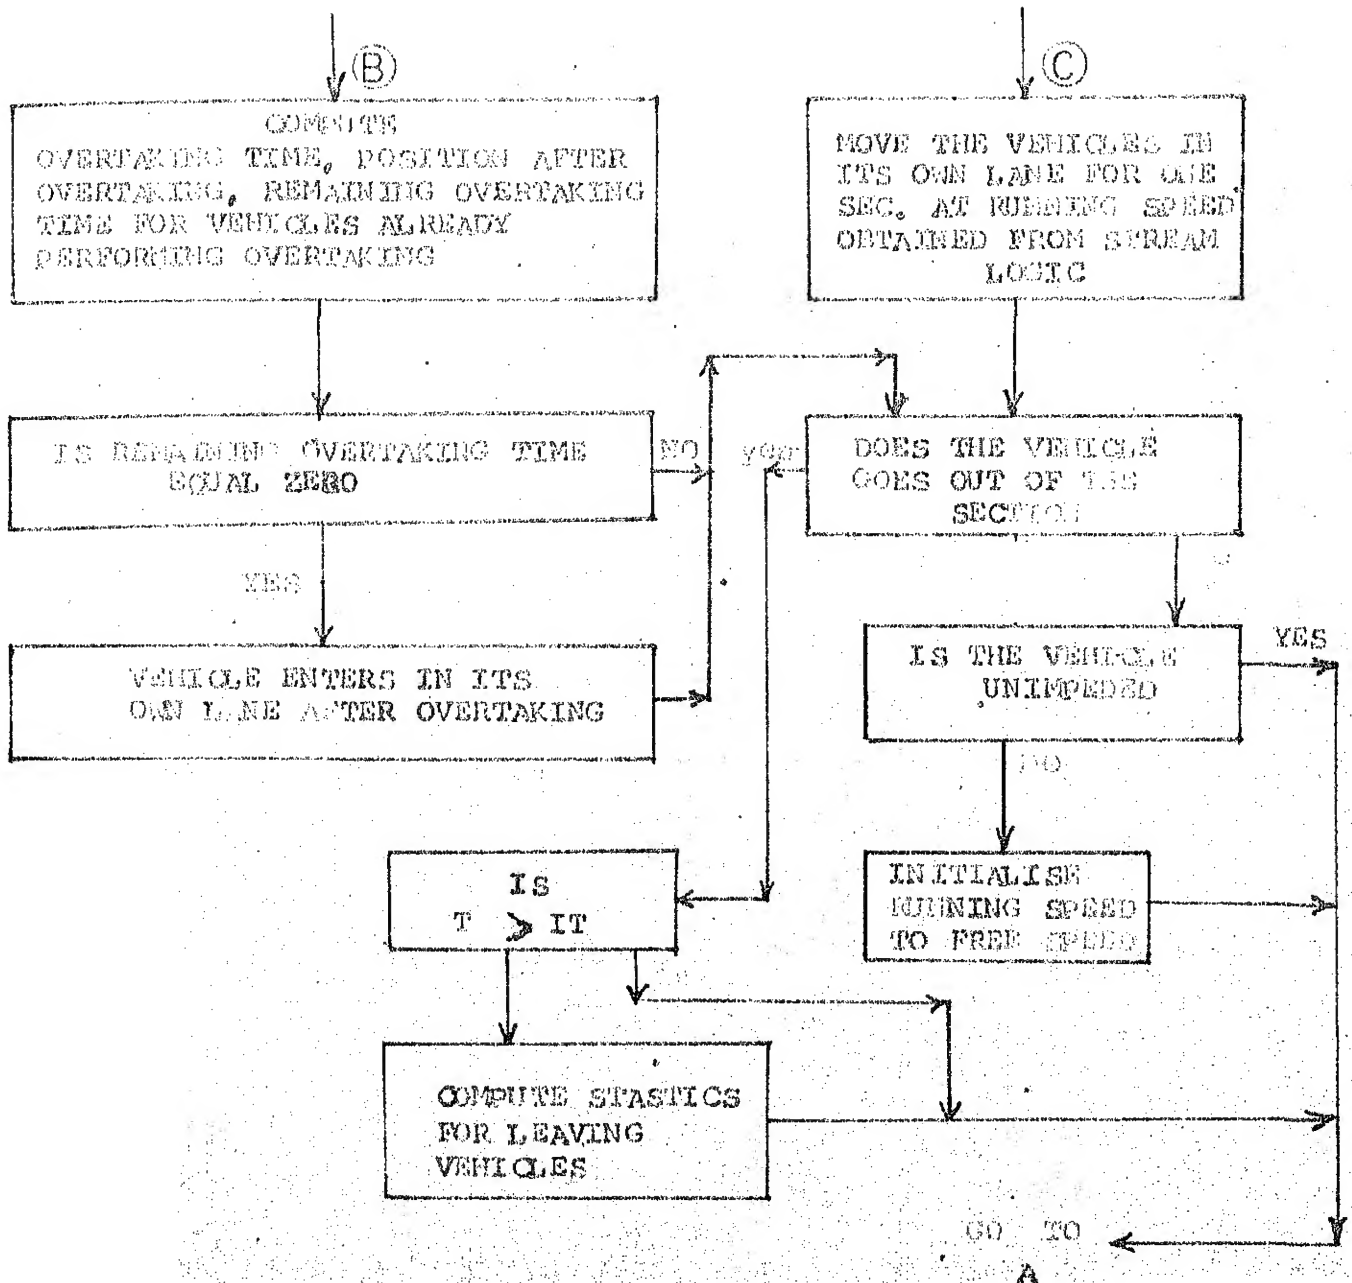 B
COMPUTE
OVERTAKING TIME, POSITION AFTER
OVERTAKING, REMAINING OVERTAKING
TIME FOR VEHICLES ALREADY
PERFORMING OVERTAKING
C
MOVE THE VEHICLES IN
ITS OWN LANE FOR ONE
SEC. AT RUNNING SPEED
OBTAINED FROM STREAM
LOGIC
IS REMAINING OVERTAKING TIME
EQUAL ZERO
NO
yes
DOES THE VEHICLE
GOES OUT OF THE
SECTION
YES
VEHICLE ENTERS IN ITS
OWN LANE AFTER OVERTAKING
IS THE VEHICLE
UNIMPEDED
YES
NO
IS
T > IT
INITIALISE
RUNNING SPEED
TO FREE SPEED
COMPUTE STASTICS
FOR LEAVING
VEHICLES
GO TO
A